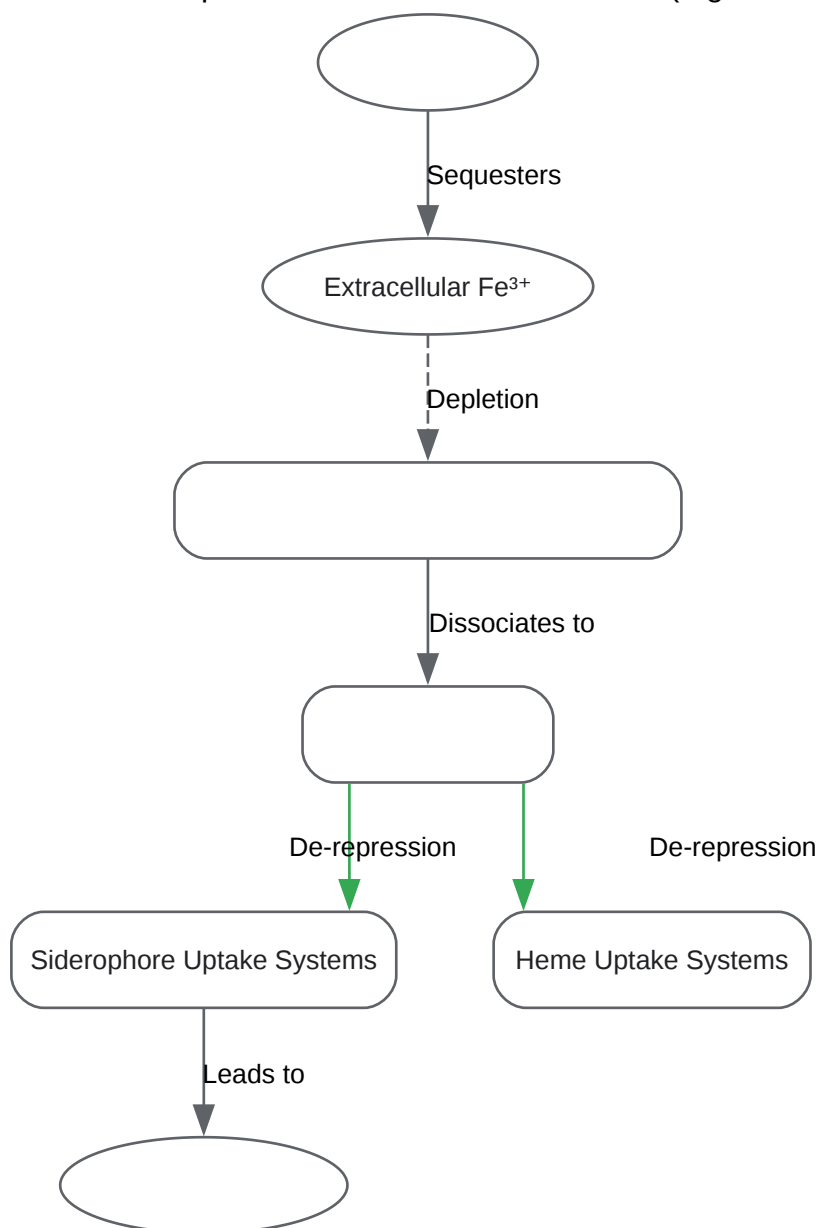 Sequesters
Extracellular Fe³⁺
Depletion
Dissociates to
De-repression
De-repression
Siderophore Uptake Systems
Heme Uptake Systems
Leads to